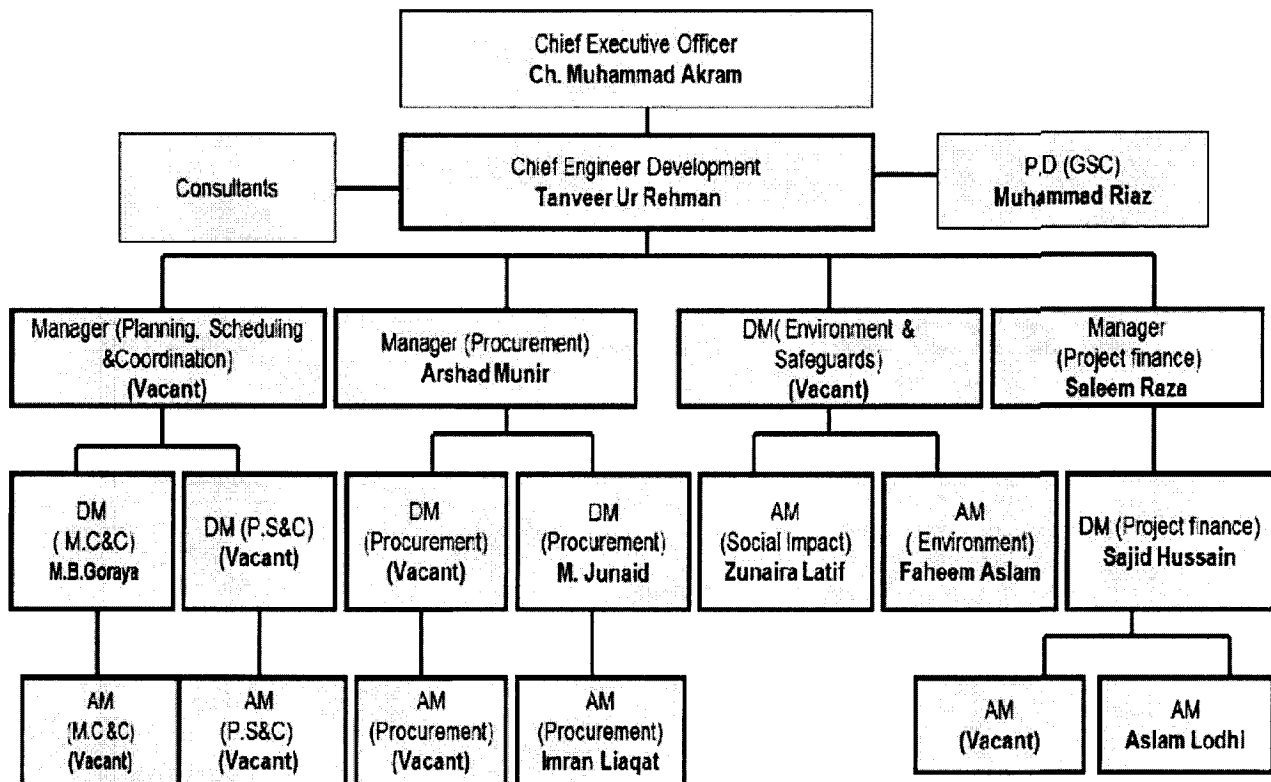 Chief Executive Officer
Ch. Muhammad Akram
Consultants
Chief Engineer Development
Tanveer Ur Rehman
P.D (GSC)
Muhammad Riaz
Manager (Planning, Scheduling
&Coordination)
(Vacant)
Manager (Procurement)
Arshad Munir
DM( Environment &
Safeguards)
(Vacant)
Manager
(Project finance)
Saleem Raza
DM
( M.C&C)
M.B.Goraya
DM (P.S&C)
(Vacant)
DM
(Procurement)
(Vacant)
DM
(Procurement)
M. Junaid
AM
(Social Impact)
Zunaira Latif
AM
( Environment)
Faheem Aslam
DM (Project finance)
Sajid Hussain
AM
(M.C&C)
(Vacant)
AM
(P.S&C)
(Vacant)
AM
(Procurement)
(Vacant)
AM
(Procurement)
Imran Liaqat
AM
(Vacant)
AM
Aslam Lodhi